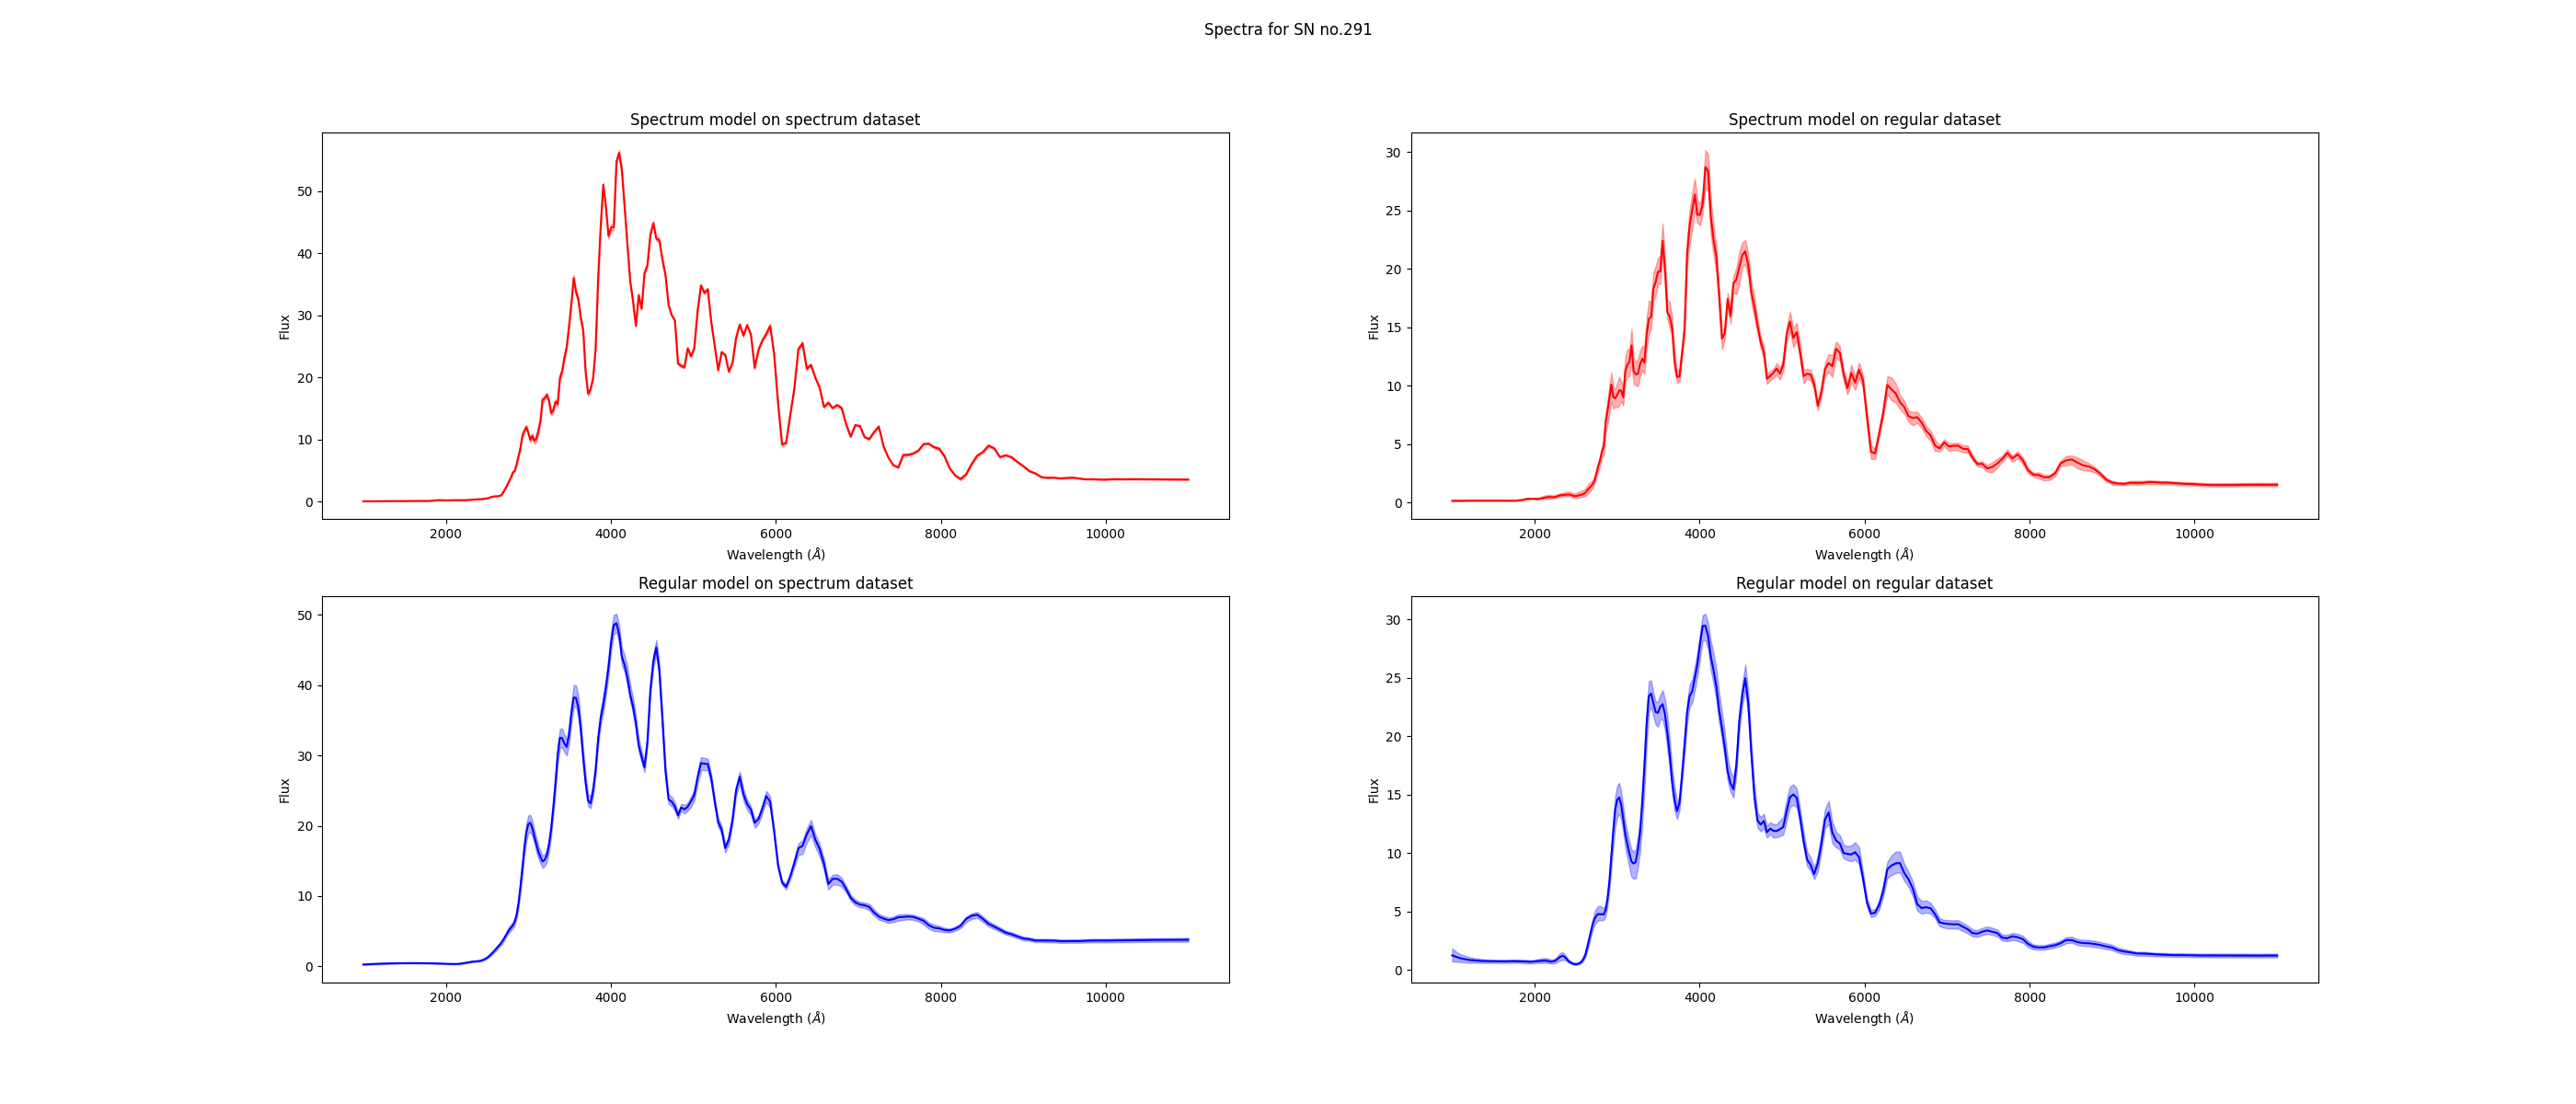 Spectra for SN no.291
Spectrum model on spectrum dataset
Flux
50
40
30
20
10
0
2000 4000 6000 8000 10000
Wavelength (Å)
Spectrum model on regular dataset
Flux
30
25
20
15
10
5
0
2000 4000 6000 8000 10000
Wavelength (Å)
Regular model on spectrum dataset
Flux
50
40
30
20
10
0
2000 4000 6000 8000 10000
Wavelength (Å)
Regular model on regular dataset
Flux
30
25
20
15
10
5
0
2000 4000 6000 8000 10000
Wavelength (Å)